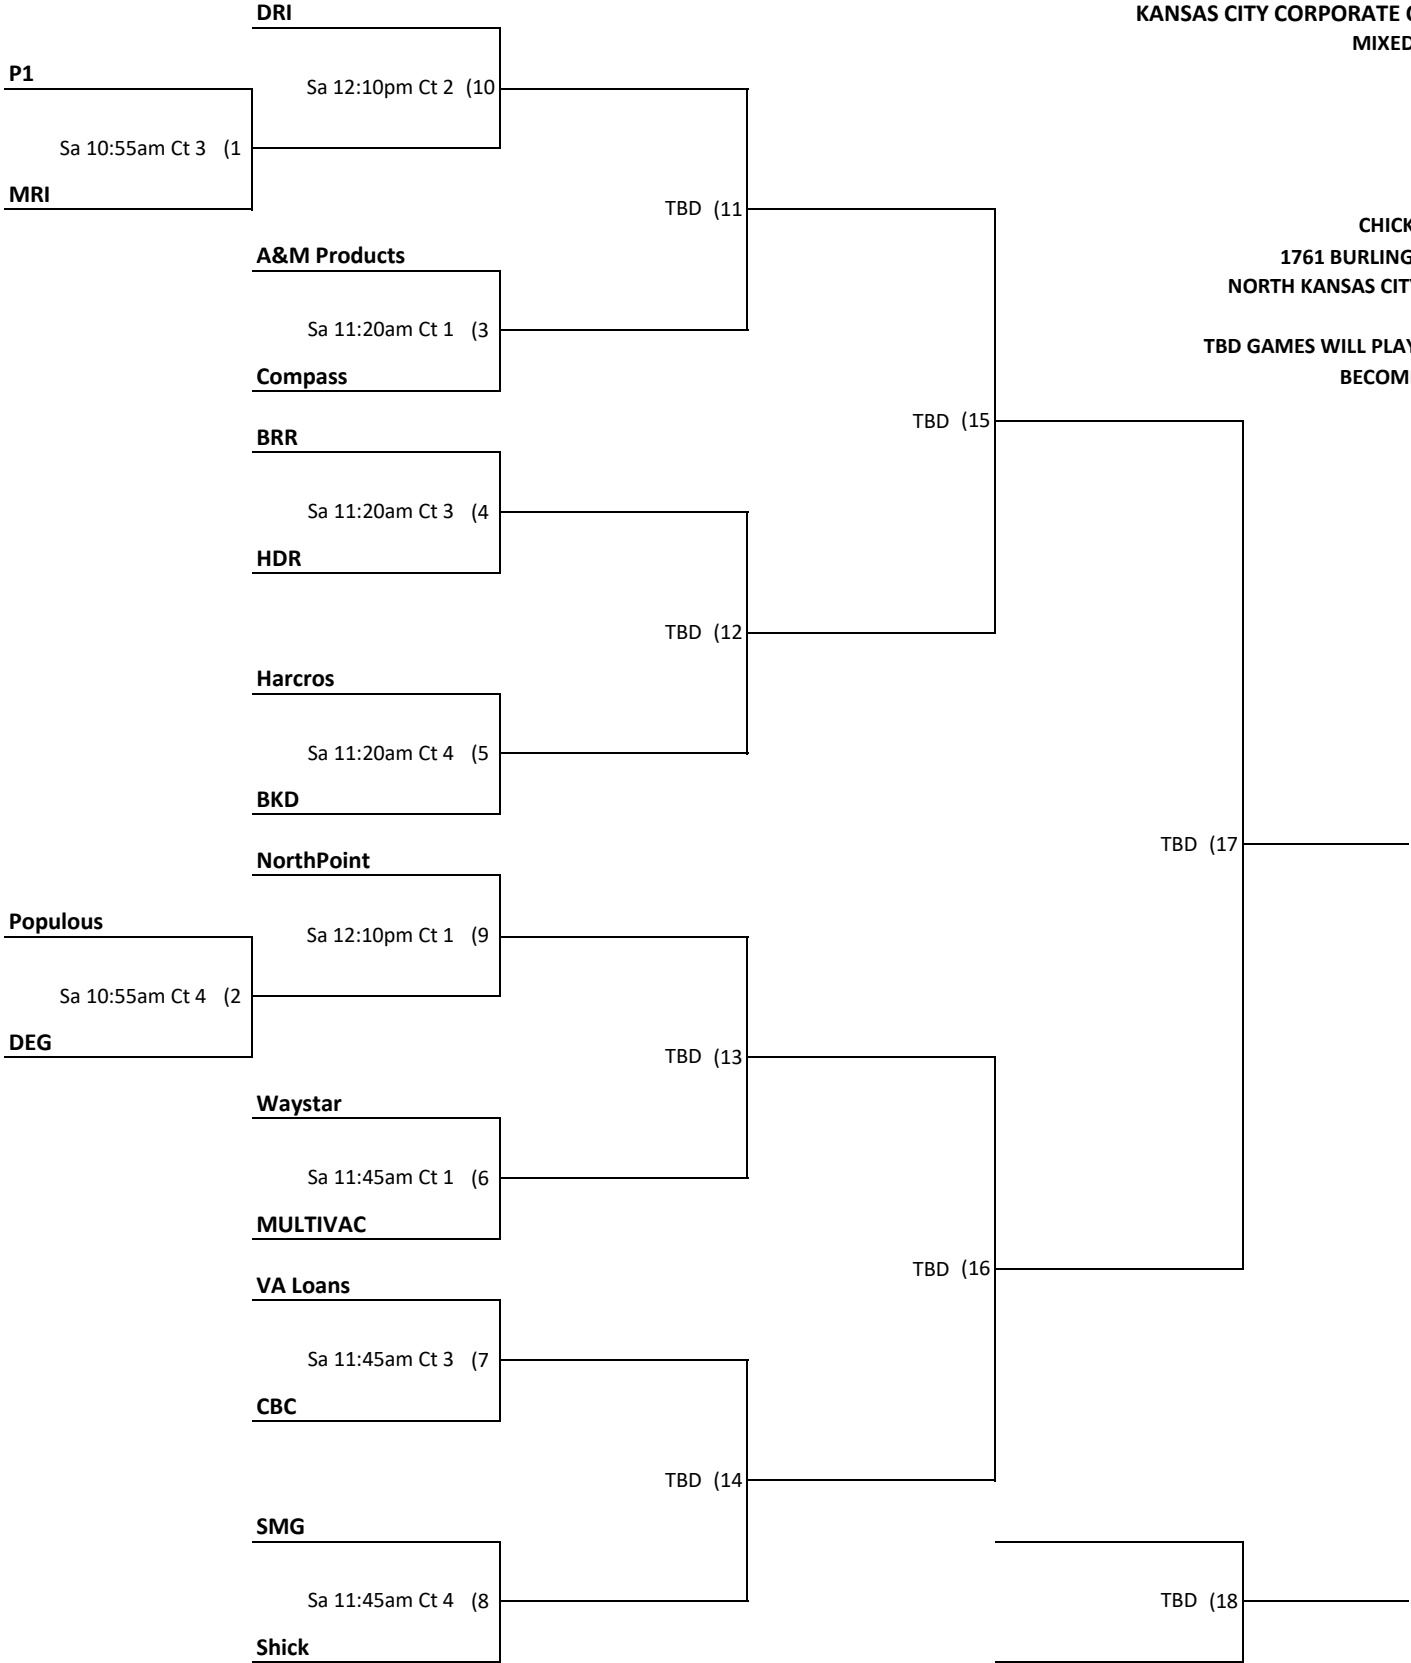 DRI
KANSAS CITY CORPORATE
MIXED
P1
Sa 12:10pm Ct 2 (10
Sa 10:55am Ct 3 (1
MRI
TBD (11
CHICK
A&M Products
1761 BURLING
NORTH KANSAS CITY
Sa 11:20am Ct 1 (3
TBD GAMES WILL PLAY
Compass
BECOME
TBD (15
BRR
Sa 11:20am Ct 3 (4
HDR
TBD (12
Harcros
Sa 11:20am Ct 4 (5
BKD
TBD (17
NorthPoint
Populous
Sa 12:10pm Ct 1 (9
Sa 10:55am Ct 4 (2
DEG
TBD (13
Waystar
Sa 11:45am Ct 1 (6
MULTIVAC
TBD (16
VA Loans
Sa 11:45am Ct 3 (7
CBC
TBD (14
SMG
Sa 11:45am Ct 4 (8
TBD (18
Shick